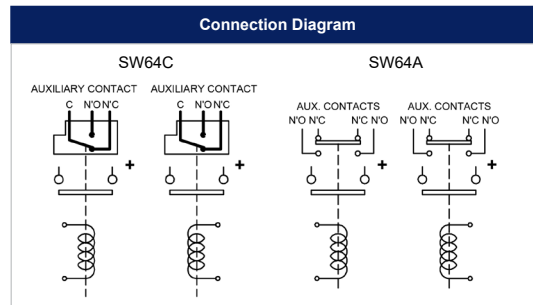 Connection Diagram
SW64C SW64A
AUXILIARY CONTACT AUXILIARY CONTACT
C N'O N'C C N'O N'C
AUX. CONTACTS AUX. CONTACTS
N'O N'C N'C N'O N'O N'C N'C N'O
+ + + +